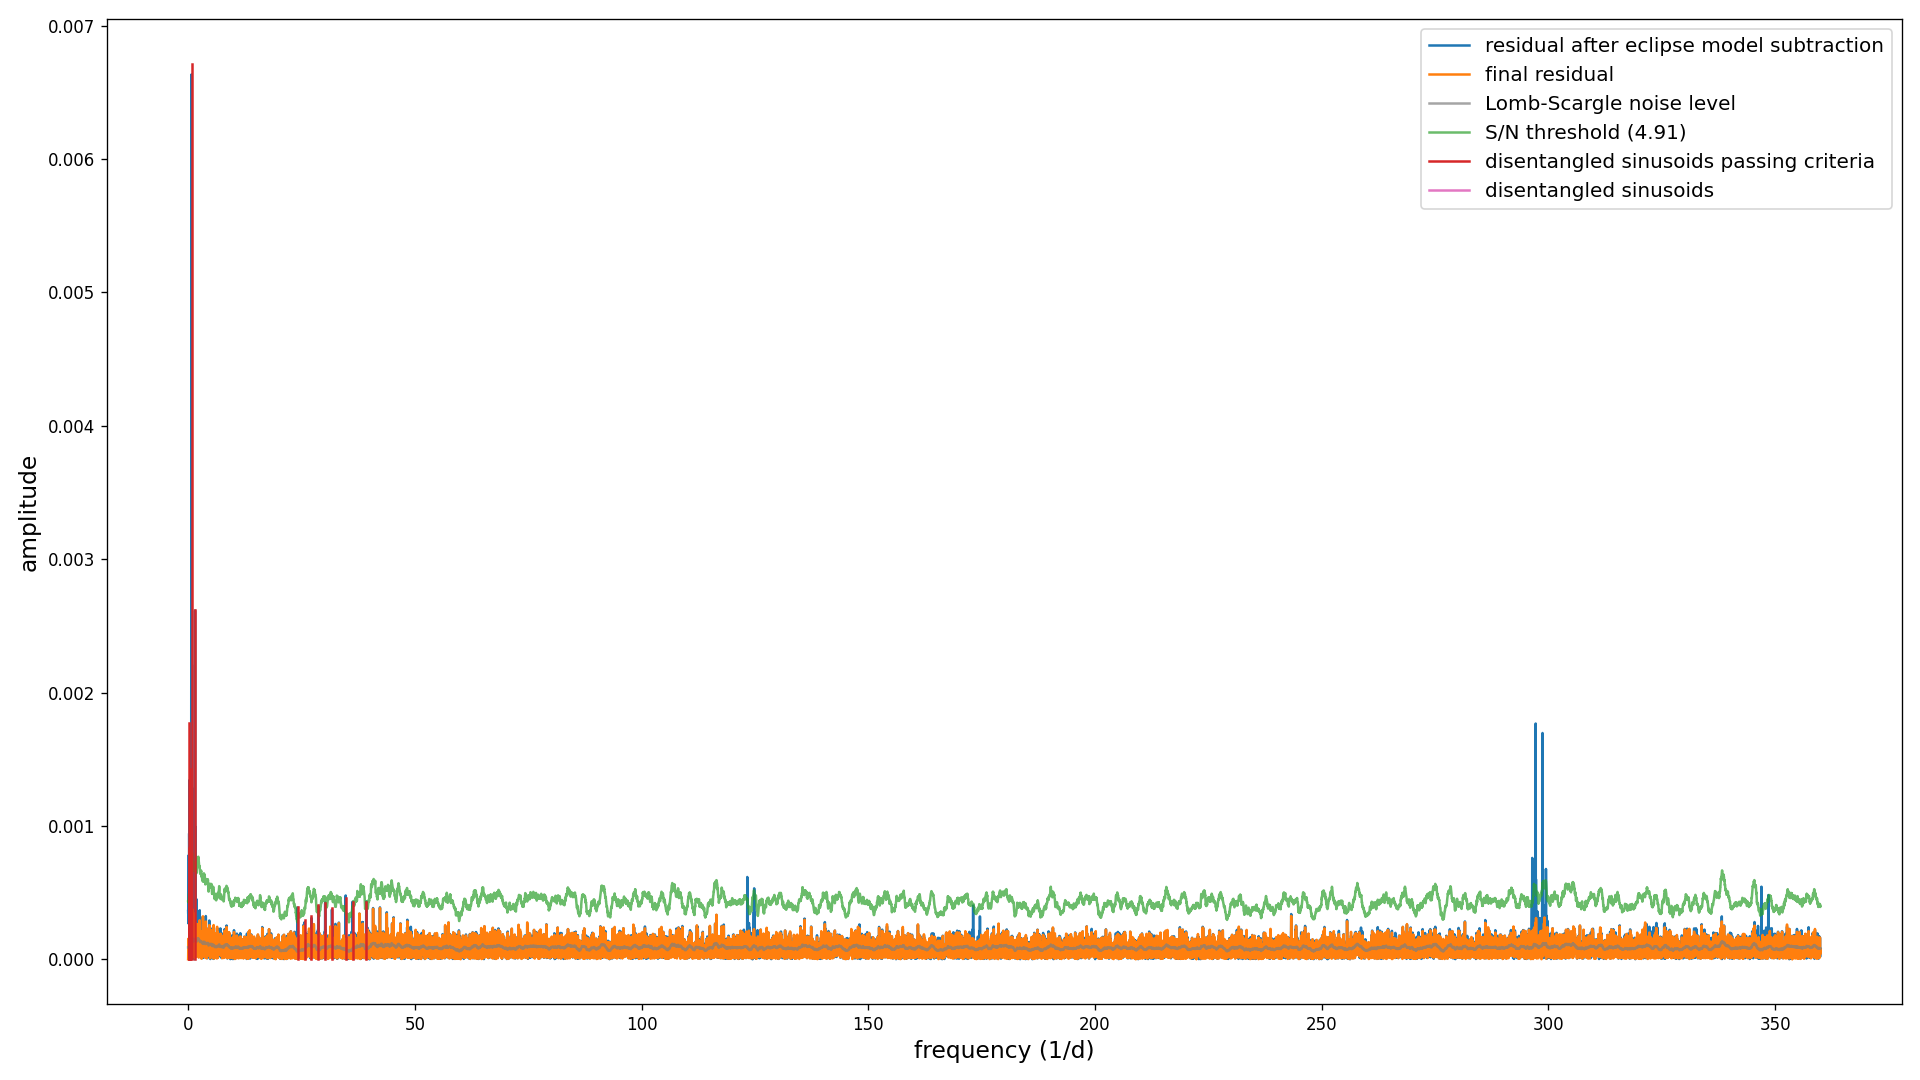 0.007
0.006
0.005
0.004
0.003
0.002
0.001
0.000
amplitude
residual after eclipse model subtraction
final residual
Lomb-Scargle noise level
S/N threshold (4.91)
disentangled sinusoids passing criteria
disentangled sinusoids
0 50 100 150 200 250 300 350
frequency (1/d)